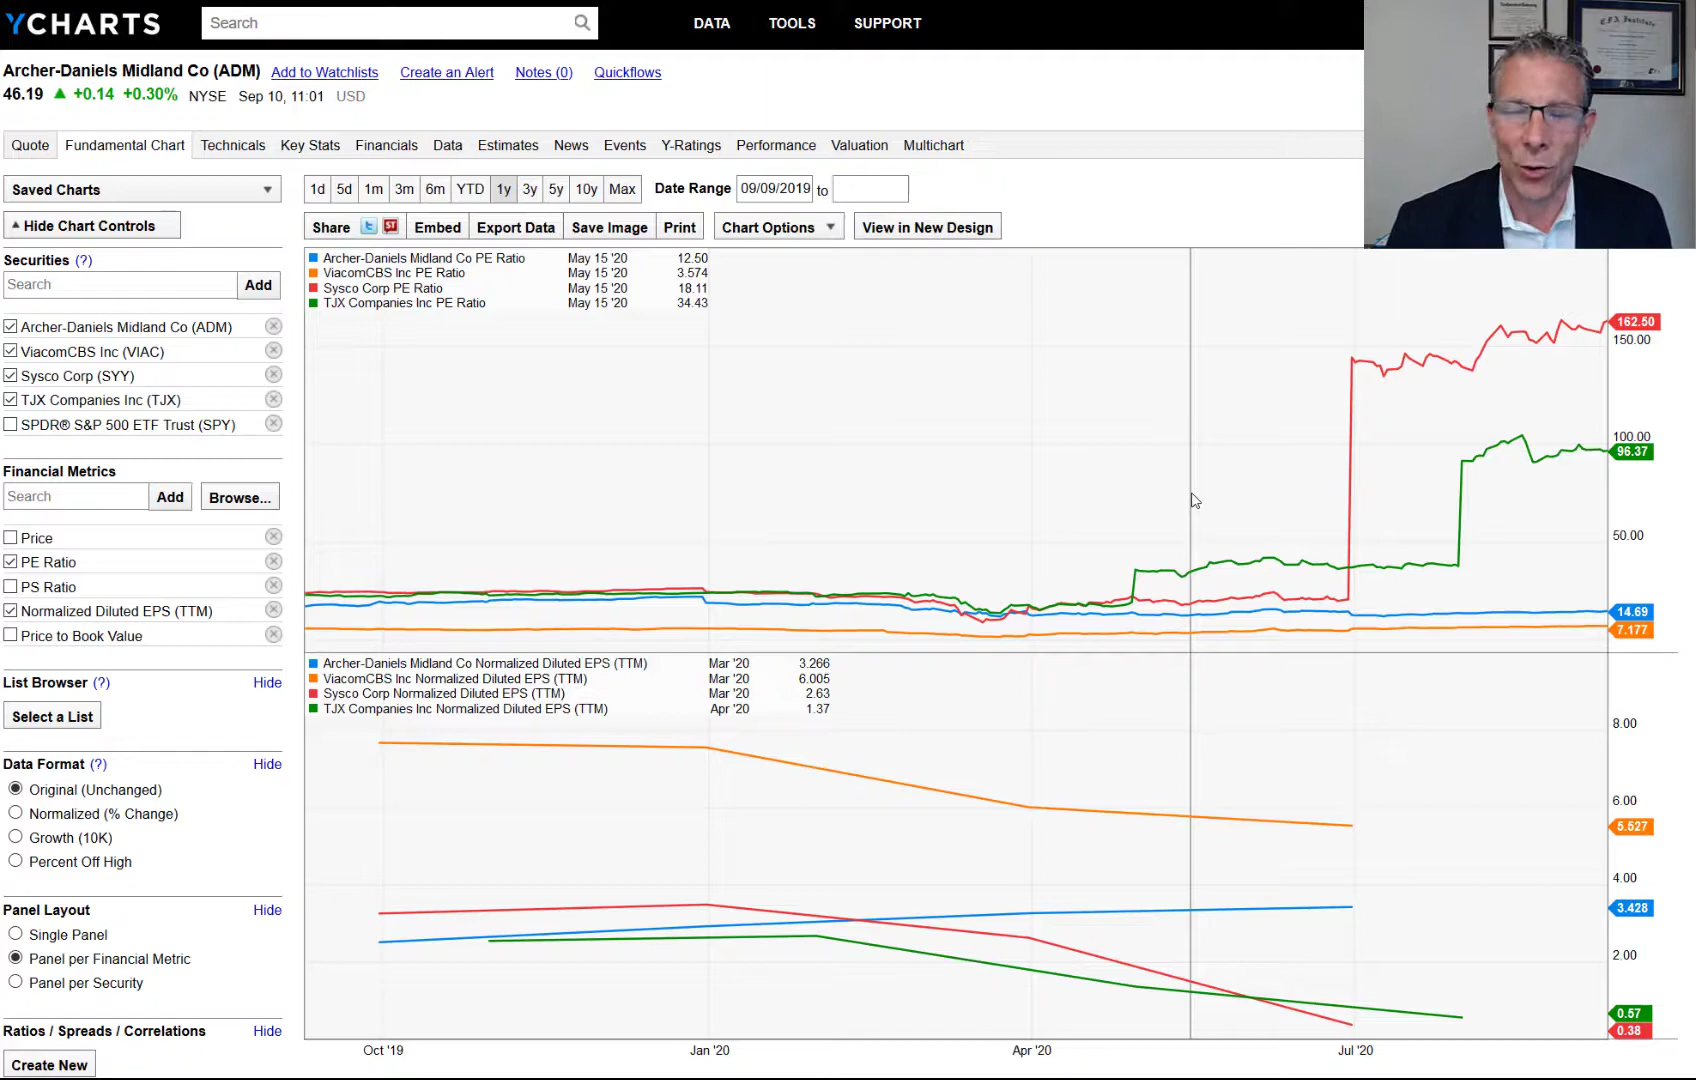 YCHARTS
Search
DATA
TOOLS
SUPPORT
CFA Institute
Archer-Daniels Midland Co (ADM)
Add to Watchlists
Create an Alert
Notes (0)
Quickflows
46.19 ▲ +0.14 +0.30% NYSE Sep 10, 11:01 USD
Quote
Fundamental Chart
Technicals
Key Stats
Financials
Data
Estimates
News
Events
Y-Ratings
Performance
Valuation
Multichart
Saved Charts
1d 5d 1m 3m 6m YTD 1y 3y 5y 10y Max
Date Range 09/09/2019 to
Hide Chart Controls
Share
Embed
Export Data
Save Image
Print
Chart Options
View in New Design
Securities (?)
Search
Add
Archer-Daniels Midland Co (ADM)
ViacomCBS Inc (VIAC)
Sysco Corp (SYY)
TJX Companies Inc (TJX)
SPDR® S&P 500 ETF Trust (SPY)
Financial Metrics
Search
Add
Browse...
Price
PE Ratio
PS Ratio
Normalized Diluted EPS (TTM)
Price to Book Value
List Browser (?)
Hide
Select a List
Data Format (?)
Hide
Original (Unchanged)
Normalized (% Change)
Growth (10K)
Percent Off High
Panel Layout
Hide
Single Panel
Panel per Financial Metric
Panel per Security
Ratios / Spreads / Correlations
Hide
Create New
Archer-Daniels Midland Co PE Ratio May 15 '20 12.50
ViacomCBS Inc PE Ratio May 15 '20 3.574
Sysco Corp PE Ratio May 15 '20 18.11
TJX Companies Inc PE Ratio May 15 '20 34.43
162.50
150.00
100.00
96.37
50.00
14.69
7.177
Archer-Daniels Midland Co Normalized Diluted EPS (TTM) Mar '20 3.266
ViacomCBS Inc Normalized Diluted EPS (TTM) Mar '20 6.005
Sysco Corp Normalized Diluted EPS (TTM) Mar '20 2.63
TJX Companies Inc Normalized Diluted EPS (TTM) Apr '20 1.37
8.00
6.00
5.527
4.00
3.428
2.00
0.57
0.38
Oct '19
Jan '20
Apr '20
Jul '20